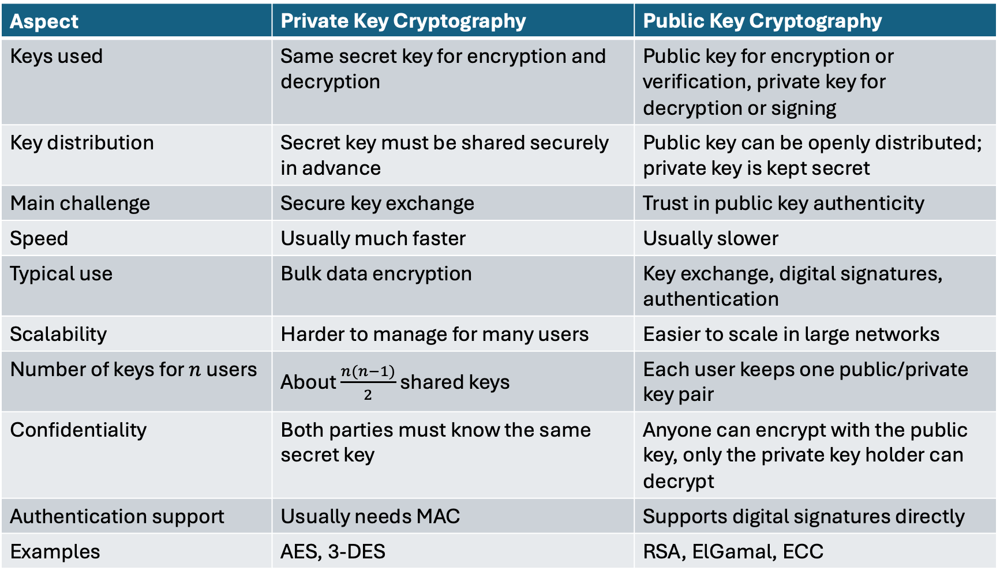 Aspect
Private Key Cryptography
Public Key Cryptography
Keys used
Same secret key for encryption and
decryption
Public key for encryption or
verification, private key for
decryption or signing
Key distribution
Secret key must be shared securely
in advance
Public key can be openly distributed;
private key is kept secret
Main challenge
Secure key exchange
Trust in public key authenticity
Speed
Usually much faster
Usually slower
Typical use
Bulk data encryption
Key exchange, digital signatures,
authentication
Scalability
Harder to manage for many users
Easier to scale in large networks
Number of keys for n users
About n(n−1)/2 shared keys
Each user keeps one public/private
key pair
Confidentiality
Both parties must know the same
secret key
Anyone can encrypt with the public
key, only the private key holder can
decrypt
Authentication support
Usually needs MAC
Supports digital signatures directly
Examples
AES, 3-DES
RSA, ElGamal, ECC